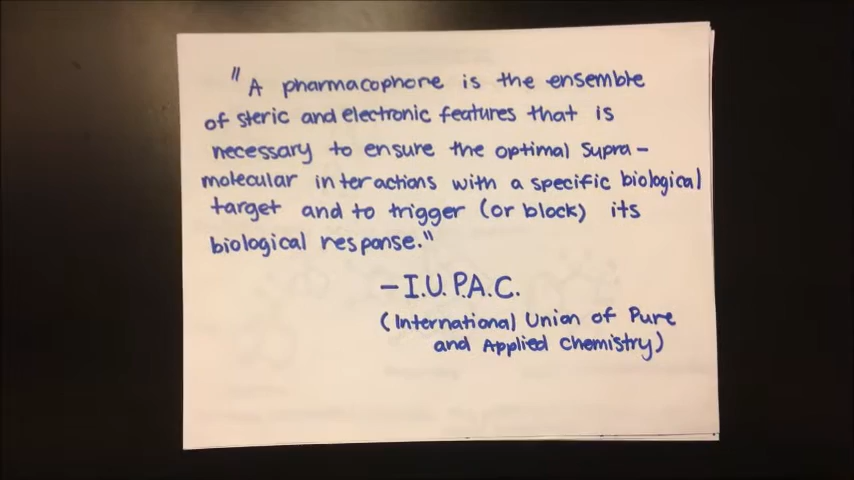 "A pharmacophore is the ensemble
of steric and electronic features that is
necessary to ensure the optimal supra-
molecular interactions with a specific biological
target and to trigger (or block) its
biological response."
- I.U.P.A.C.
(International Union of Pure
and Applied Chemistry)